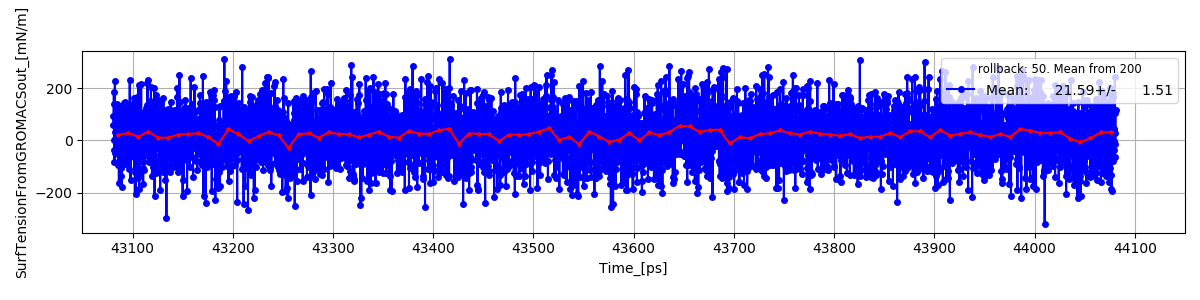 SurfTensionFromGROMACSout_[mN/m]
200
0
−200
rollback: 50. Mean from 200
Mean: 21.59+/- 1.51
43100 43200 43300 43400 43500 43600 43700 43800 43900 44000 44100
Time_[ps]